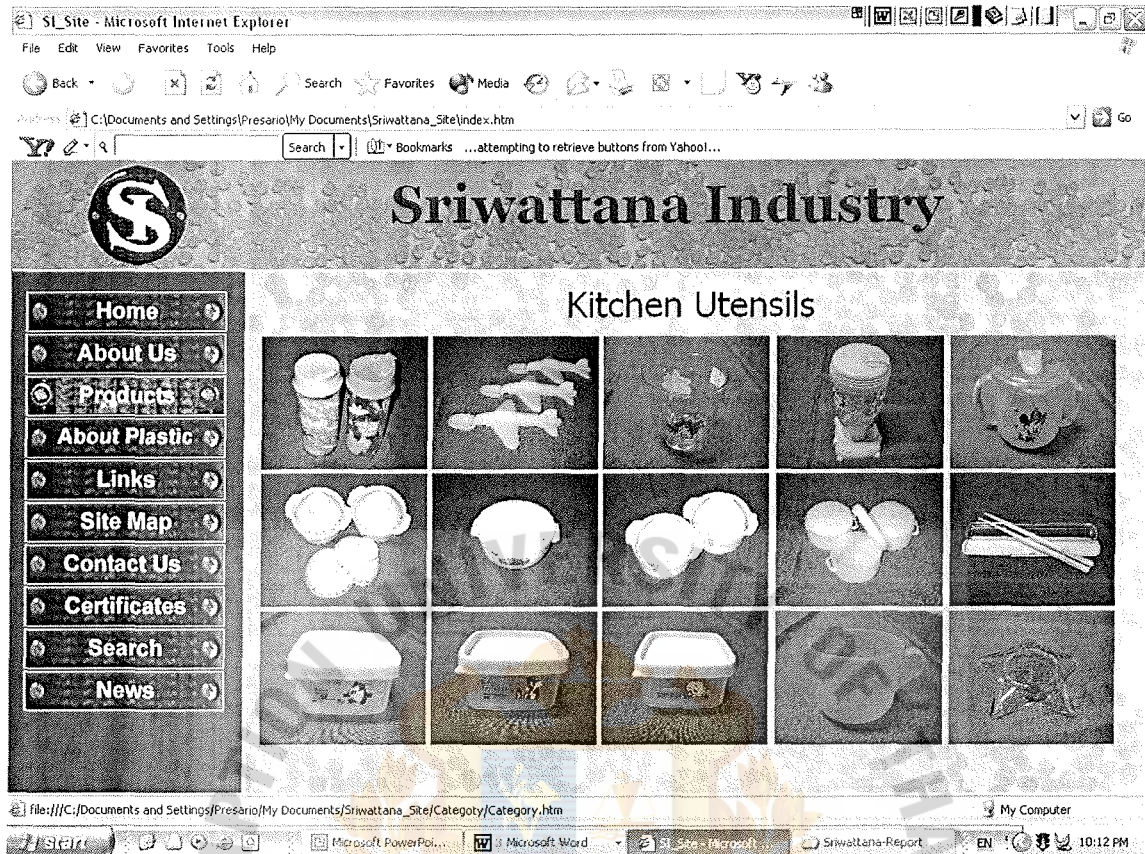 SI_Site - Microsoft Internet Explorer
File Edit View Favorites Tools Help
Back Search Favorites Media
Address C:\Documents and Settings\Presario\My Documents\Sriwattana_Site\index.htm Go
Y! Search Bookmarks ...attempting to retrieve buttons from Yahoo!...
SI
Sriwattana Industry
Kitchen Utensils
Home
About Us
Products
About Plastic
Links
Site Map
Contact Us
Certificates
Search
News
file:///C:/Documents and Settings/Presario/My Documents/Sriwattana_Site/Categoty/Category.htm My Computer
start Microsoft PowerPoi... 3 Microsoft Word SI_Site - Microsoft ... Sriwattana-Report EN 10:12 PM